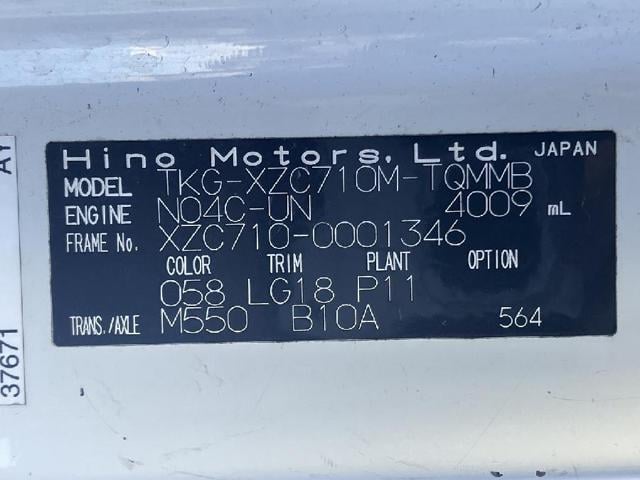 Hino Motors, Ltd. JAPAN
MODEL TKG-XZC710M-TQMMB
ENGINE N04C-UN 4009 mL
FRAME No. XZC710-0001346
COLOR TRIM PLANT OPTION
058 LG18 P11
TRANS./AXLE M550 B10A 564
37671
AY